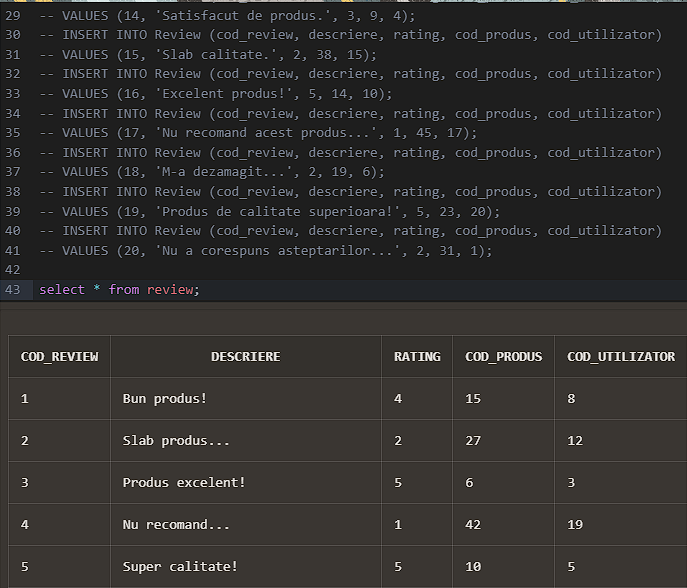 29 -- VALUES (14, 'Satisfacut de produs.', 3, 9, 4);
30 -- INSERT INTO Review (cod_review, descriere, rating, cod_produs, cod_utilizator)
31 -- VALUES (15, 'Slab calitate.', 2, 38, 15);
32 -- INSERT INTO Review (cod_review, descriere, rating, cod_produs, cod_utilizator)
33 -- VALUES (16, 'Excelent produs!', 5, 14, 10);
34 -- INSERT INTO Review (cod_review, descriere, rating, cod_produs, cod_utilizator)
35 -- VALUES (17, 'Nu recomand acest produs...', 1, 45, 17);
36 -- INSERT INTO Review (cod_review, descriere, rating, cod_produs, cod_utilizator)
37 -- VALUES (18, 'M-a dezamagit...', 2, 19, 6);
38 -- INSERT INTO Review (cod_review, descriere, rating, cod_produs, cod_utilizator)
39 -- VALUES (19, 'Produs de calitate superioara!', 5, 23, 20);
40 -- INSERT INTO Review (cod_review, descriere, rating, cod_produs, cod_utilizator)
41 -- VALUES (20, 'Nu a corespuns asteptarilor...', 2, 31, 1);
42
43 select * from review;
COD_REVIEW DESCRIERE RATING COD_PRODUS COD_UTILIZATOR
1 Bun produs! 4 15 8
2 Slab produs... 2 27 12
3 Produs excelent! 5 6 3
4 Nu recomand... 1 42 19
5 Super calitate! 5 10 5